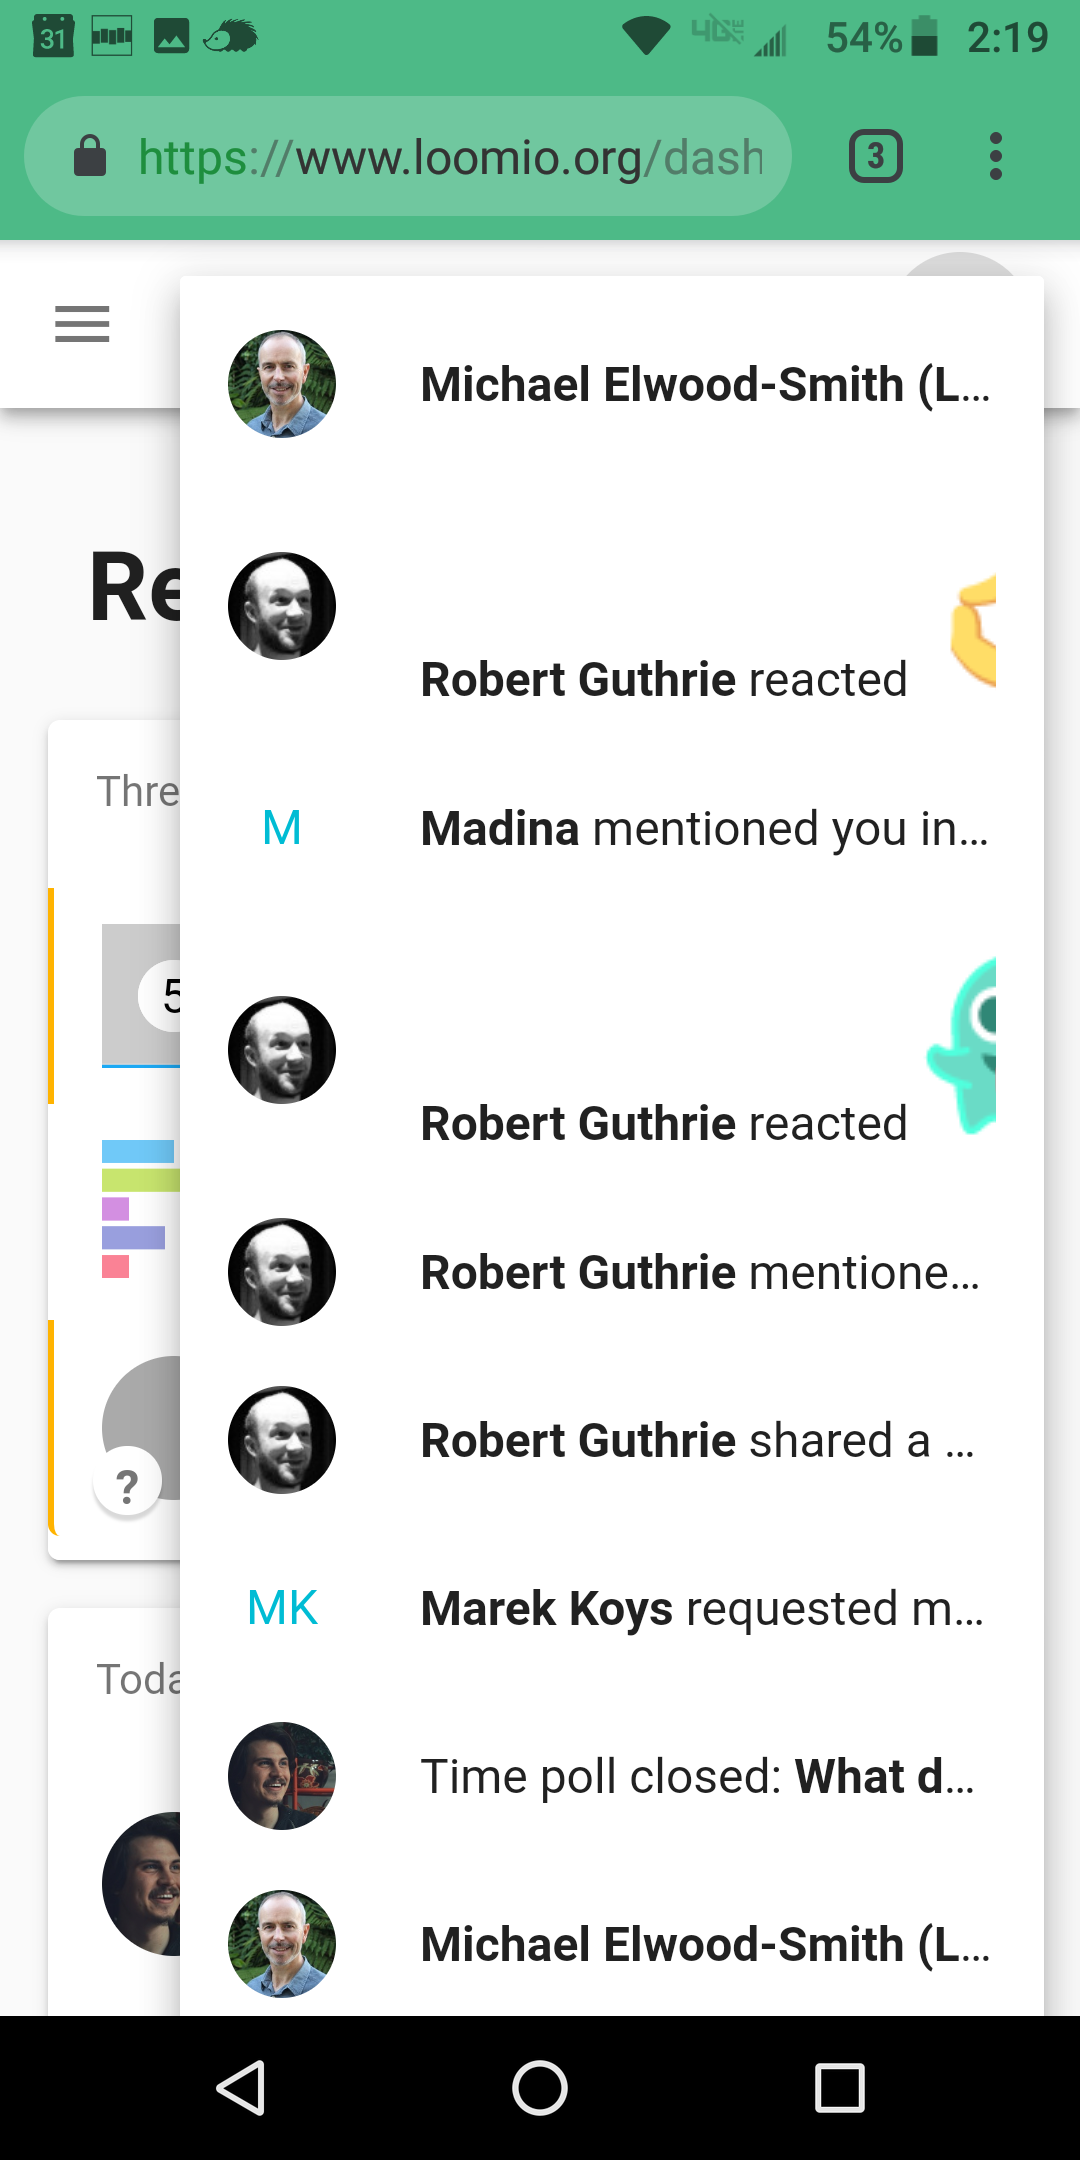 31
54%
2:19
https://www.loomio.org/dash
3
Michael Elwood-Smith (L...
Re
Robert Guthrie reacted
Thre
M
Madina mentioned you in...
5
Robert Guthrie reacted
Robert Guthrie mentione...
Robert Guthrie shared a ...
?
MK
Marek Koys requested m...
Toda
Time poll closed: What d...
Michael Elwood-Smith (L...